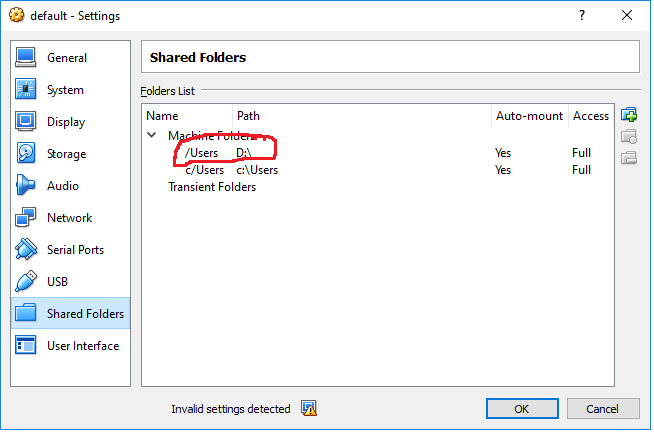 default - Settings
General
System
Display
Storage
Audio
Network
Serial Ports
USB
Shared Folders
User Interface
Shared Folders
Folders List
Name Path Auto-mount Access
Machine Folders
/Users D:\ Yes Full
c/Users c:\Users Yes Full
Transient Folders
Invalid settings detected
OK Cancel